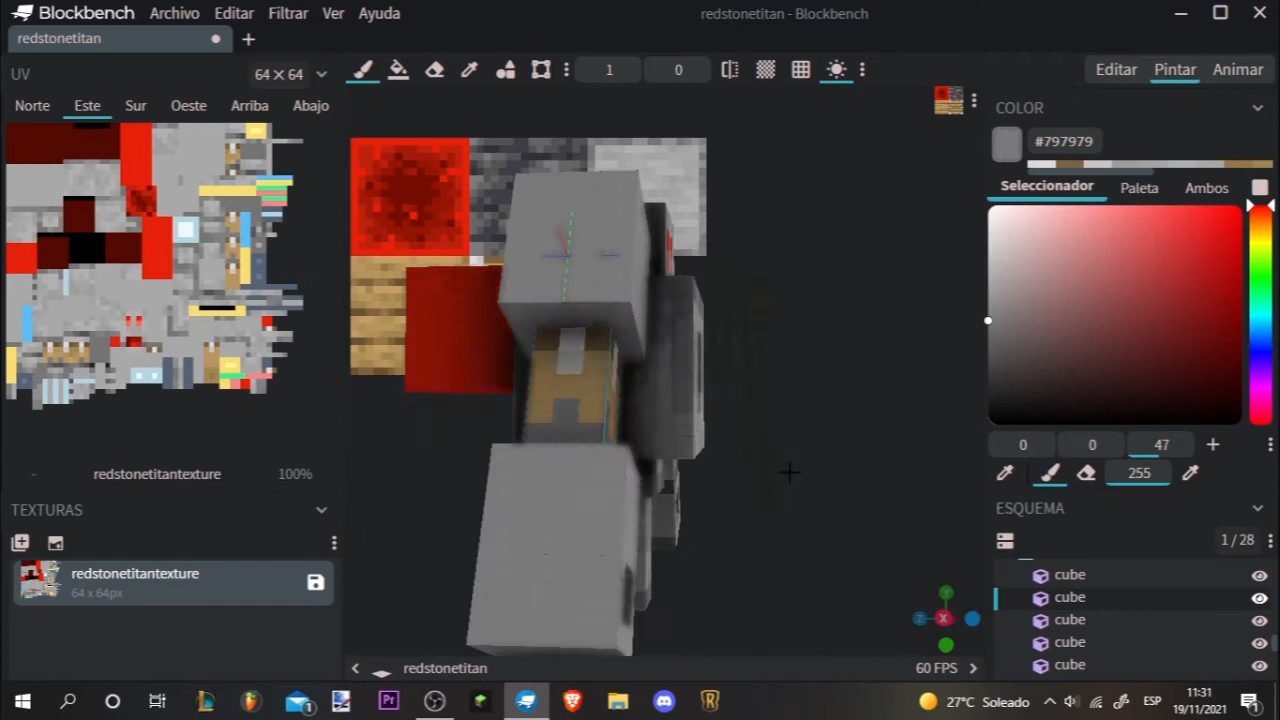 Blockbench Archivo Editar Filtrar Ver Ayuda redstonetitan - Blockbench
redstonetitan
UV 64 × 64 1 0 Editar Pintar Animar
Norte Este Sur Oeste Arriba Abajo
COLOR
#797979
Seleccionador Paleta Ambos
0 0 47
255
- redstonetitantexture 100%
TEXTURAS
ESQUEMA
1 / 28
redstonetitantexture
64 x 64px
cube
cube
cube
cube
cube
Z X Y
redstonetitan 60 FPS
Pr 1 R 27°C Soleado ESP 11:31
19/11/2021 1